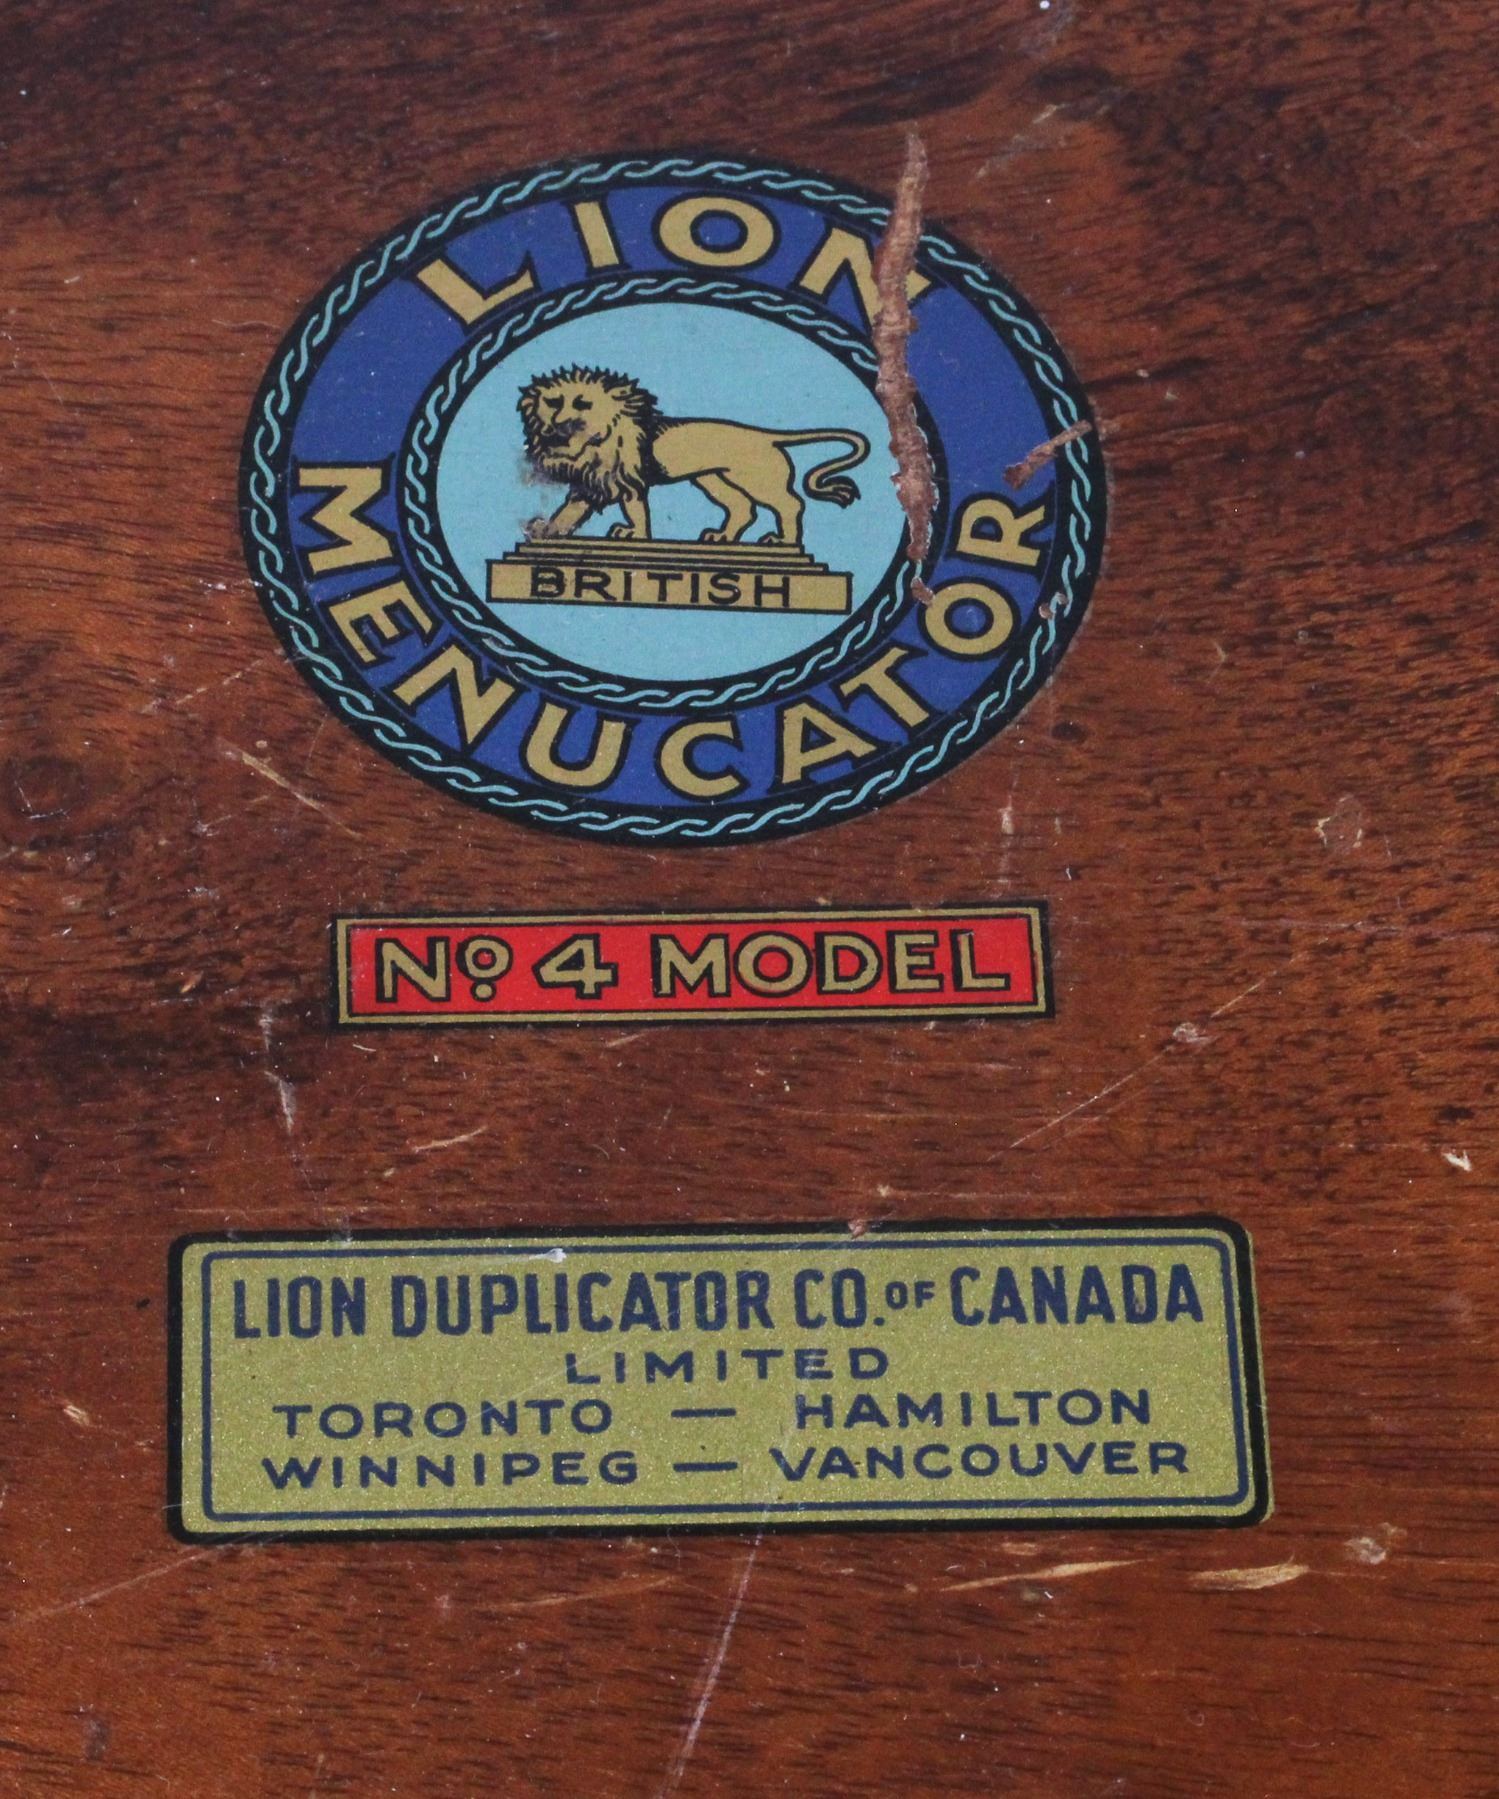 LION
MENUCATOR
BRITISH
No 4 MODEL
LION DUPLICATOR CO. OF CANADA
LIMITED
TORONTO — HAMILTON
WINNIPEG — VANCOUVER